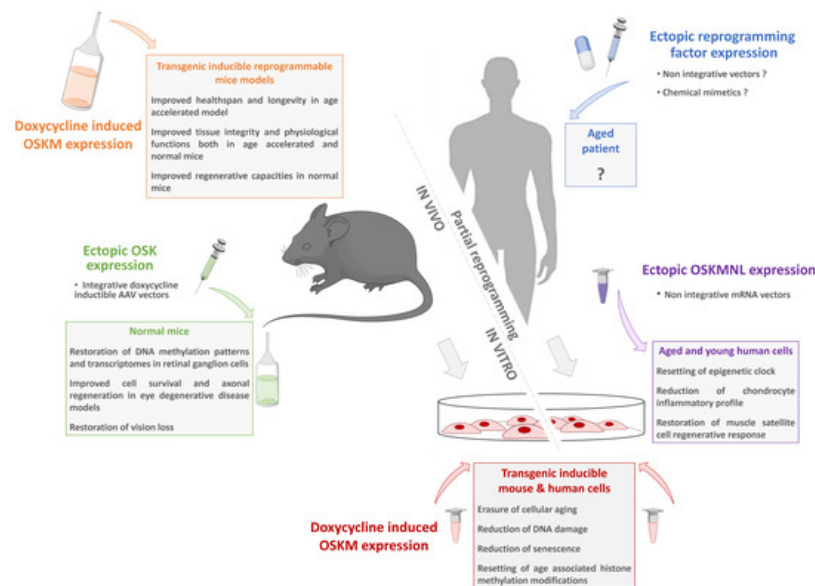 Transgenic inducible reprogrammable
mice models
Improved healthspan and longevity in age
accelerated model
Improved tissue integrity and physiological
functions both in age accelerated and
normal mice
Improved regenerative capacities in normal
mice
Doxycycline induced
OSKM expression
Ectopic reprogramming
factor expression
• Non integrative vectors ?
• Chemical mimetics ?
Aged
patient
?
IN VIVO
Partial reprogramming
IN VITRO
Ectopic OSK
expression
• Integrative doxycycline
inductible AAV vectors
Normal mice
Restoration of DNA methylation patterns
and transcriptomes in retinal ganglion cells
Improved cell survival and axonal
regeneration in eye degenerative disease
models
Restoration of vision loss
Ectopic OSKMNL expression
• Non integrative mRNA vectors
Aged and young human cells
Resetting of epigenetic clock
Reduction of chondrocyte
inflammatory profile
Restoration of muscle satellite
cell regenerative response
Doxycycline induced
OSKM expression
Transgenic inducible
mouse & human cells
Erasure of cellular aging
Reduction of DNA damage
Reduction of senescence
Resetting of age associated histone
methylation modifications